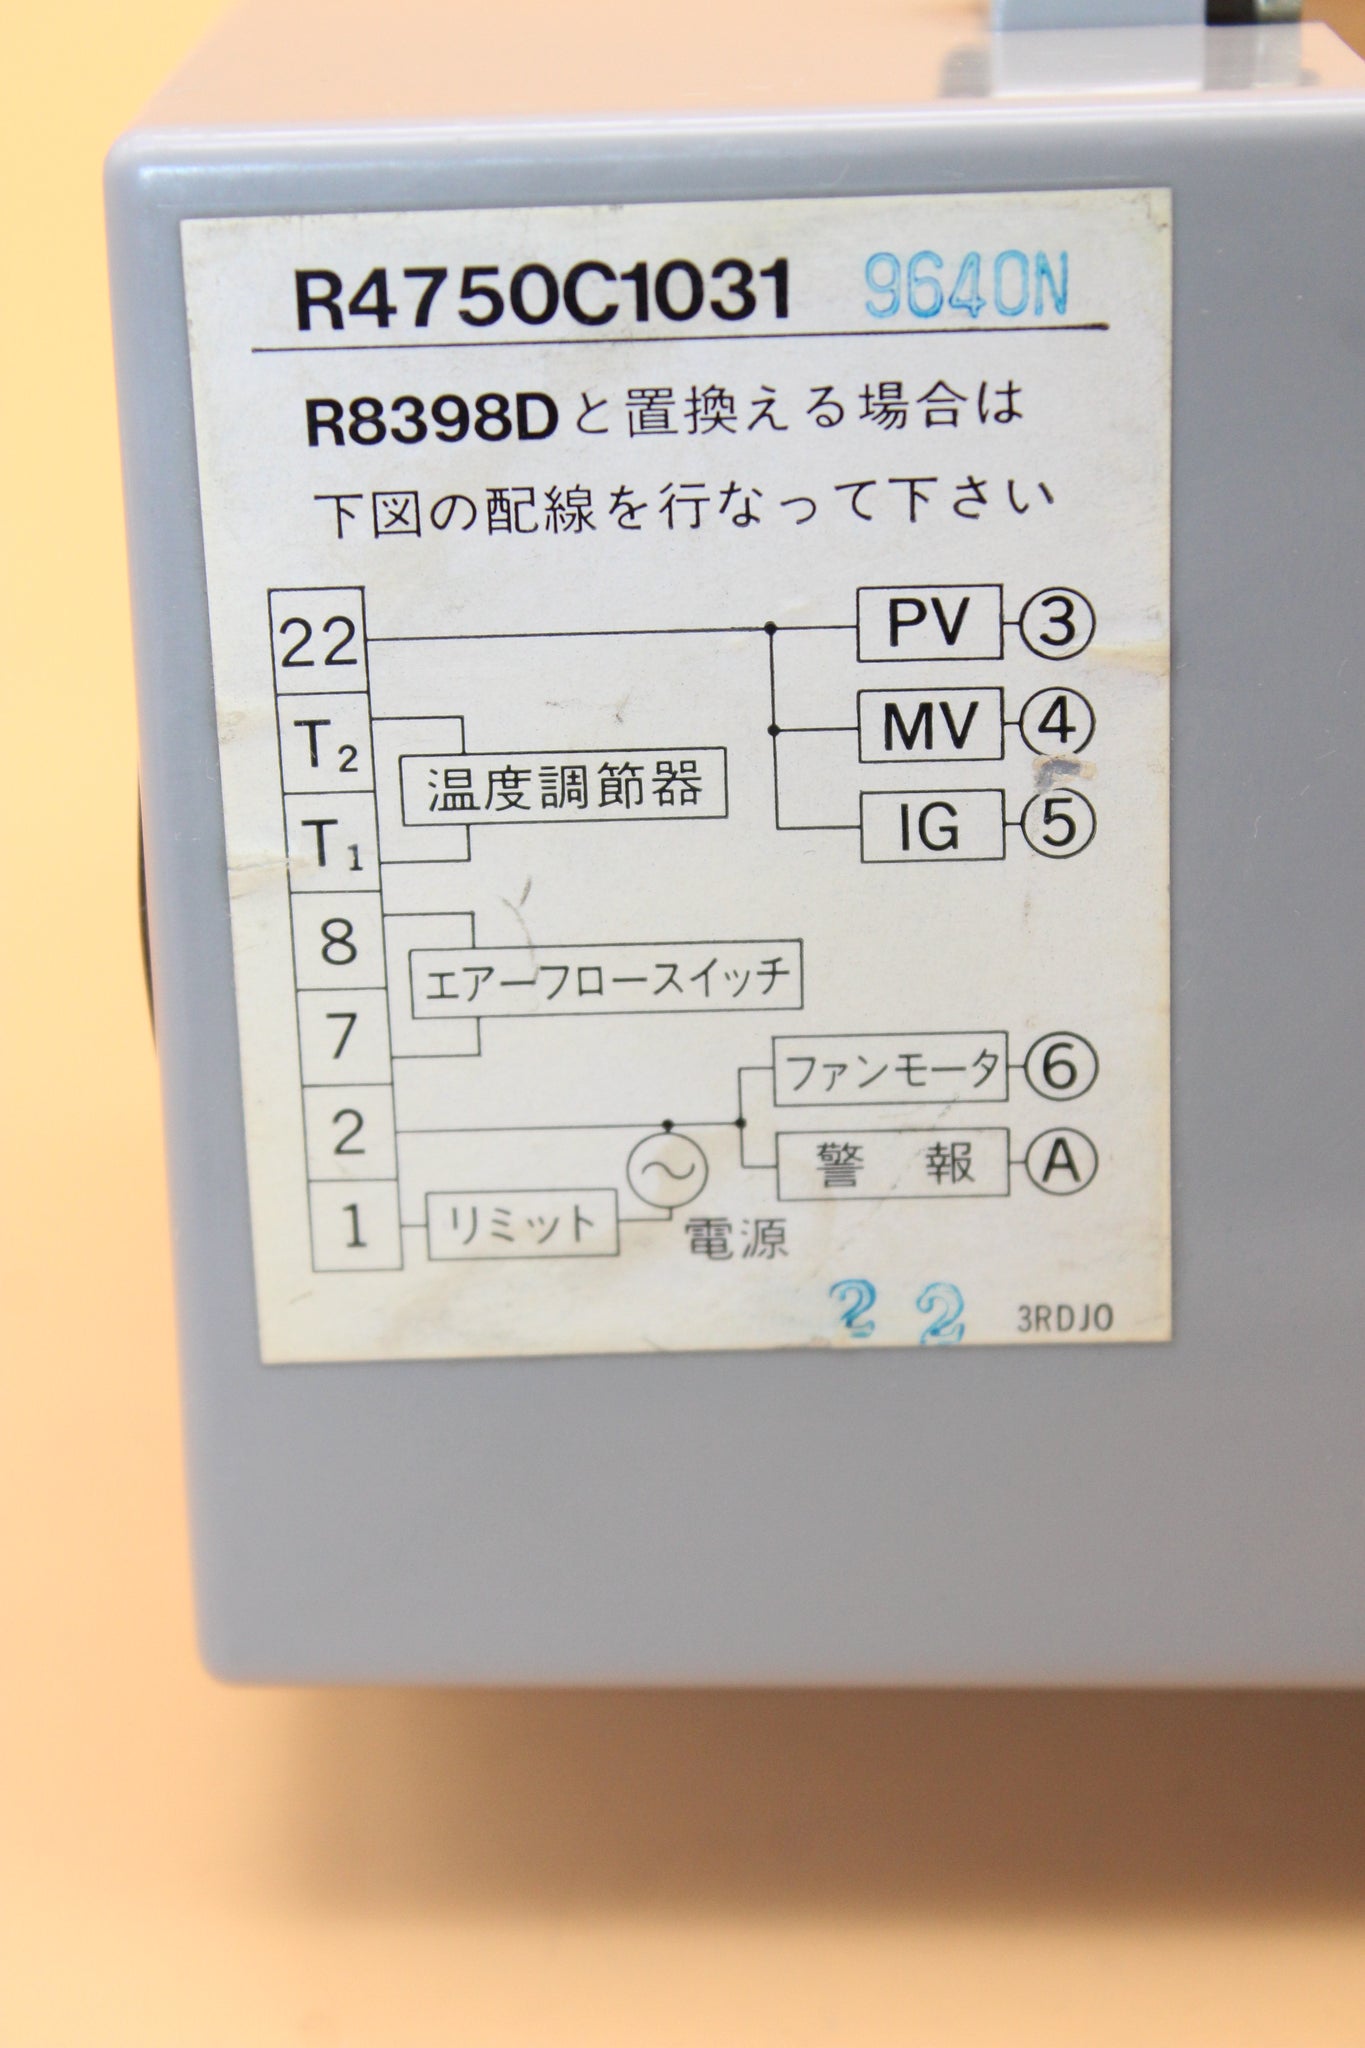 R4750C1031 9640N
R8398Dと置換える場合は
下図の配線を行なって下さい
22
PV ③
T2
MV ④
温度調節器
T1
IG ⑤
8
エアーフロースイッチ
7
ファンモータ ⑥
2
警報 Ⓐ
1
リミット
電源
22 3RDJO